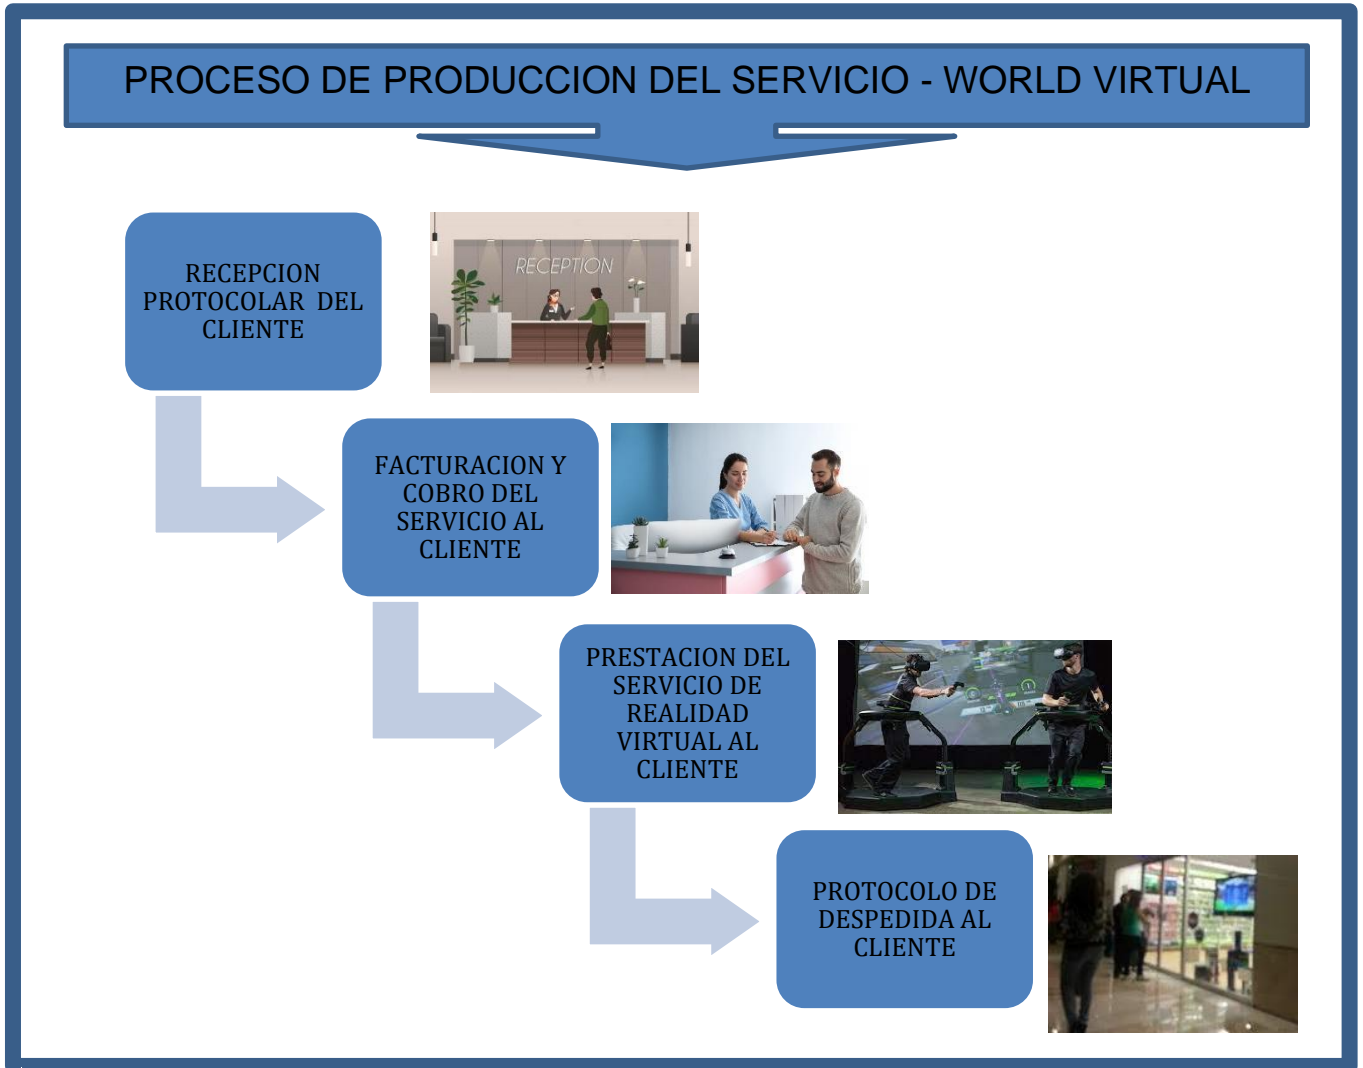 PROCESO DE PRODUCCION DEL SERVICIO - WORLD VIRTUAL
RECEPCION
PROTOCOLAR DEL
CLIENTE
RECEPTION
FACTURACION Y
COBRO DEL
SERVICIO AL
CLIENTE
PRESTACION DEL
SERVICIO DE
REALIDAD
VIRTUAL AL
CLIENTE
PROTOCOLO DE
DESPEDIDA AL
CLIENTE